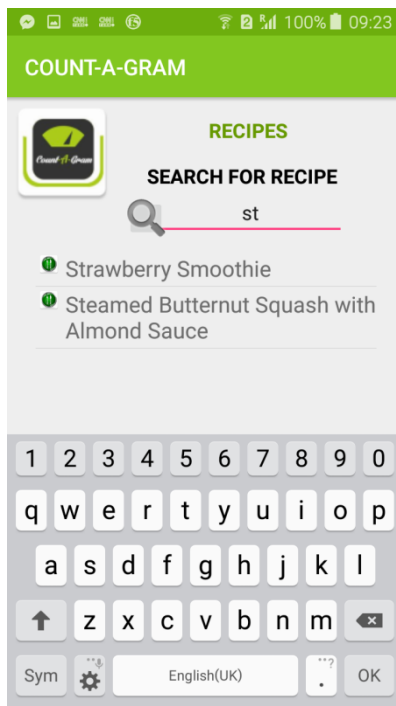 100% 09:23
COUNT-A-GRAM
Count-A-Gram
RECIPES
SEARCH FOR RECIPE
st
Strawberry Smoothie
Steamed Butternut Squash with
Almond Sauce
1 2 3 4 5 6 7 8 9 0
q w e r t y u i o p
a s d f g h j k l
z x c v b n m
Sym English(UK) . ? OK